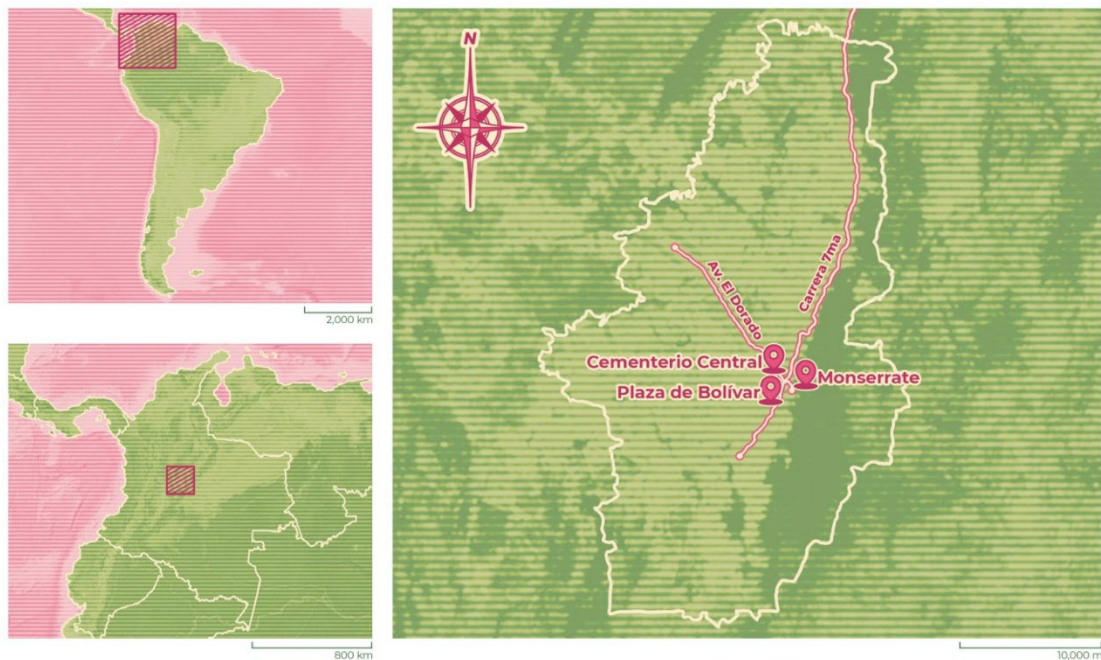 2,000 km
800 km
N
Av. El Dorado
Carrera 7ma
Cementerio Central
Plaza de Bolívar
Monserrate
10,000 m